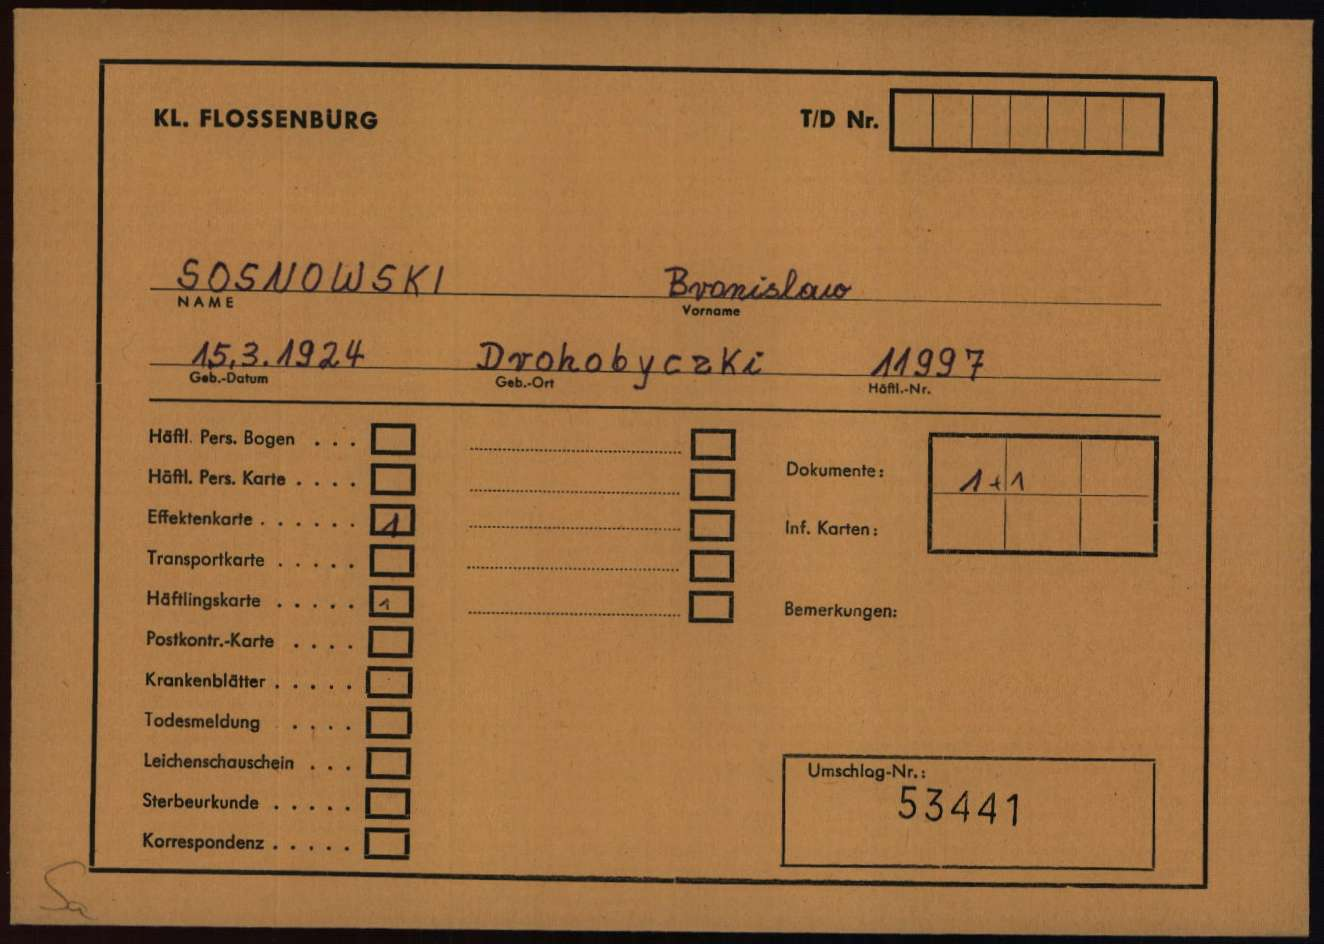 KL. FLOSSENBÜRG T/D Nr.
SOSNOWSKI Bronislaw
NAME Vorname
15.3.1924 Drohobyczki 11997
Geb.-Datum Geb.-Ort Häftl.-Nr.
Häftl. Pers. Bogen . . .
Häftl. Pers. Karte . . . .
Effektenkarte . . . . . . 1
Transportkarte . . . .
Häftlingskarte . . . . . 1
Postkontr.-Karte . . . .
Krankenblätter . . . . .
Todesmeldung . . . .
Leichenschauschein . . .
Sterbeurkunde . . . . .
Korrespondenz . . . . .
Dokumente: 1+1
Inf. Karten:
Bemerkungen:
Umschlag-Nr.:
53441
Sa